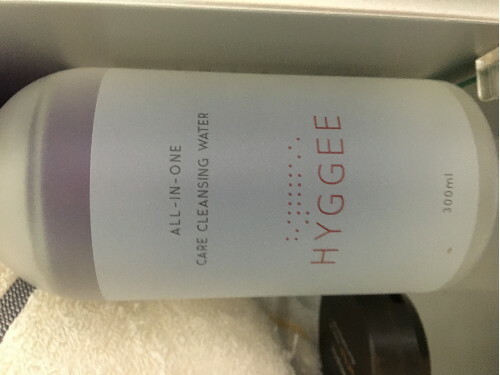 ALL-IN-ONE
CARE CLEANSING WATER
HYGGEE
300ml